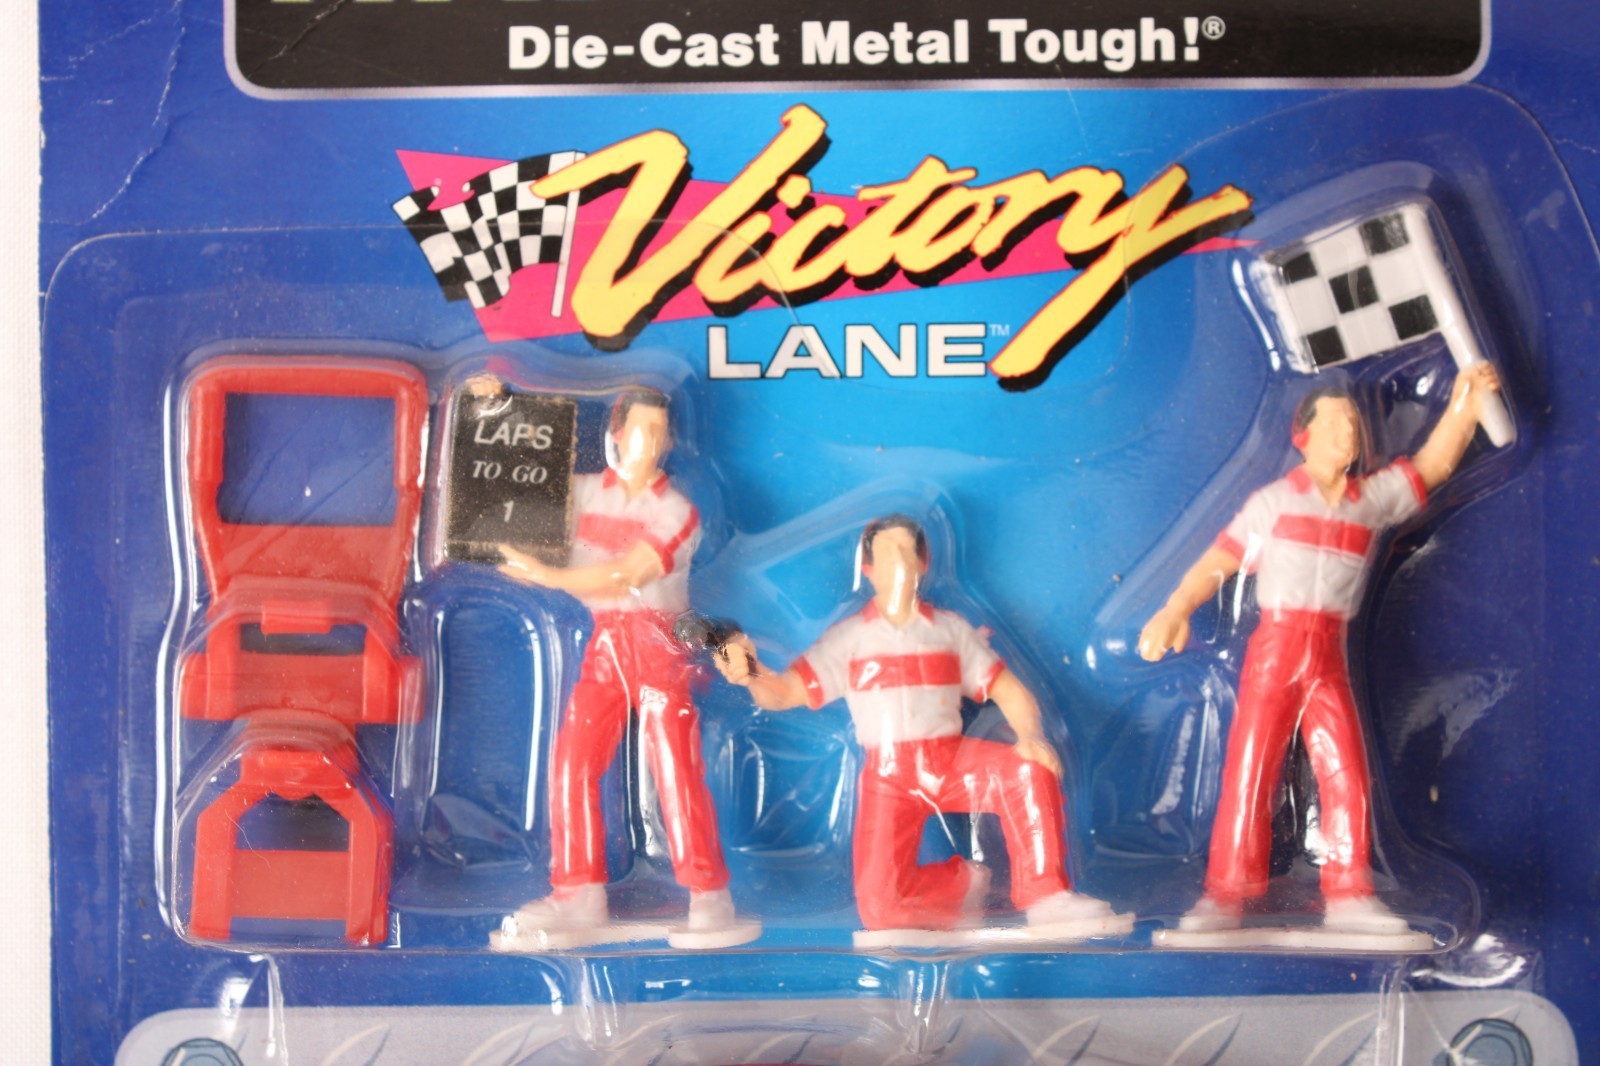 Die-Cast Metal Tough!®
Victory
LANE™
LAPS
TO GO
1